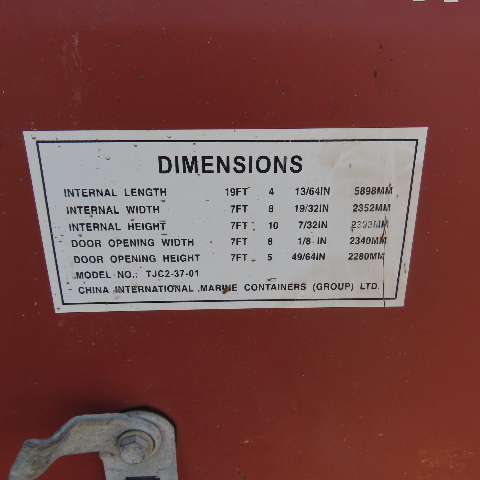 DIMENSIONS
INTERNAL LENGTH 19FT 4 13/64IN 5898MM
INTERNAL WIDTH 7FT 8 19/32IN 2352MM
INTERNAL HEIGHT 7FT 10 7/32IN
DOOR OPENING WIDTH 7FT 8 1/8 IN 2340MM
DOOR OPENING HEIGHT 7FT 5 49/64IN 2280MM
MODEL NO.: TJC2-37-01
CHINA INTERNATIONAL MARINE CONTAINERS (GROUP) LTD.